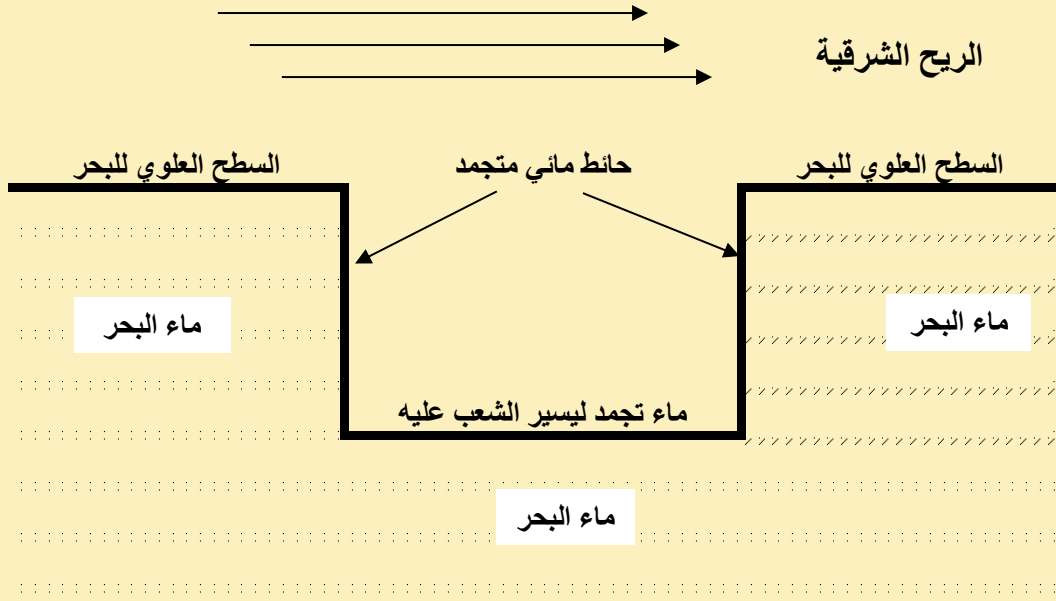 الريح الشرقية
السطح العلوي للبحر
حائط مائي متجمد
السطح العلوي للبحر
ماء البحر
ماء البحر
ماء تجمد ليسير الشعب عليه
ماء البحر